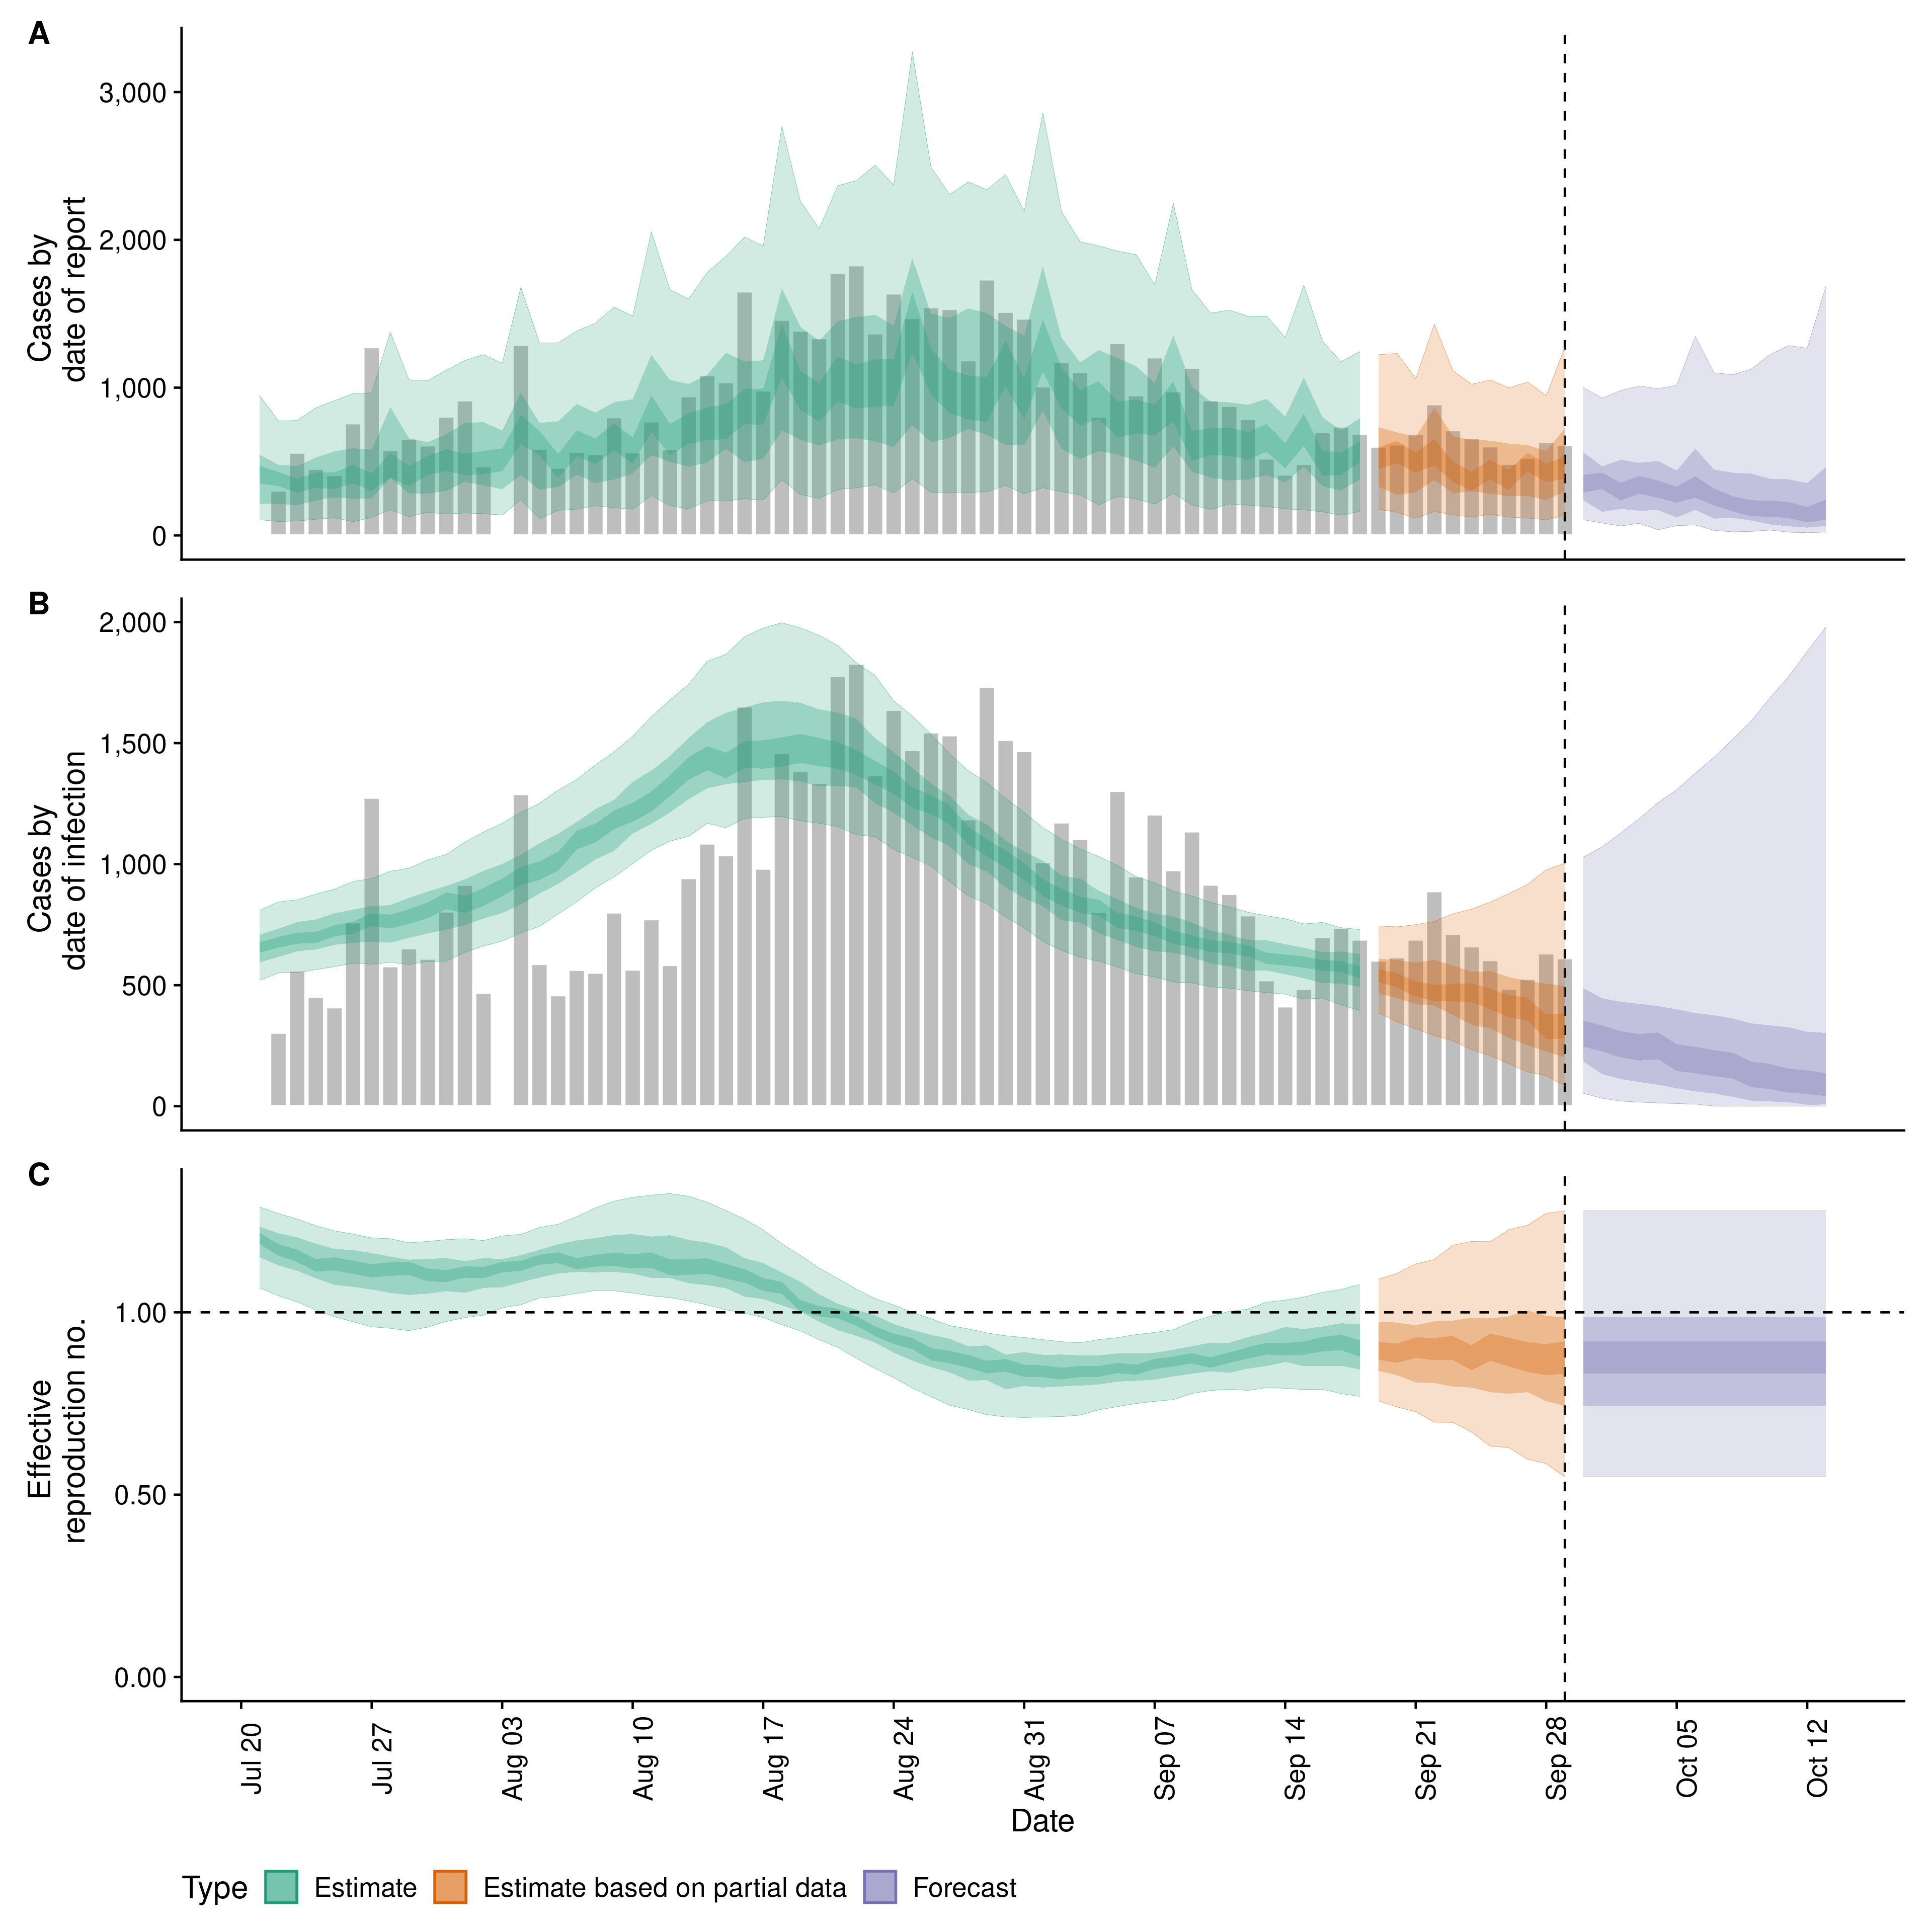 A
Cases by
date of report
3,000
2,000
1,000
0
B
Cases by
date of infection
2,000
1,500
1,000
500
0
C
Effective
reproduction no.
1.00
0.50
0.00
Jul 20
Jul 27
Aug 03
Aug 10
Aug 17
Aug 24
Aug 31
Sep 07
Sep 14
Sep 21
Sep 28
Oct 05
Oct 12
Date
Type
Estimate
Estimate based on partial data
Forecast